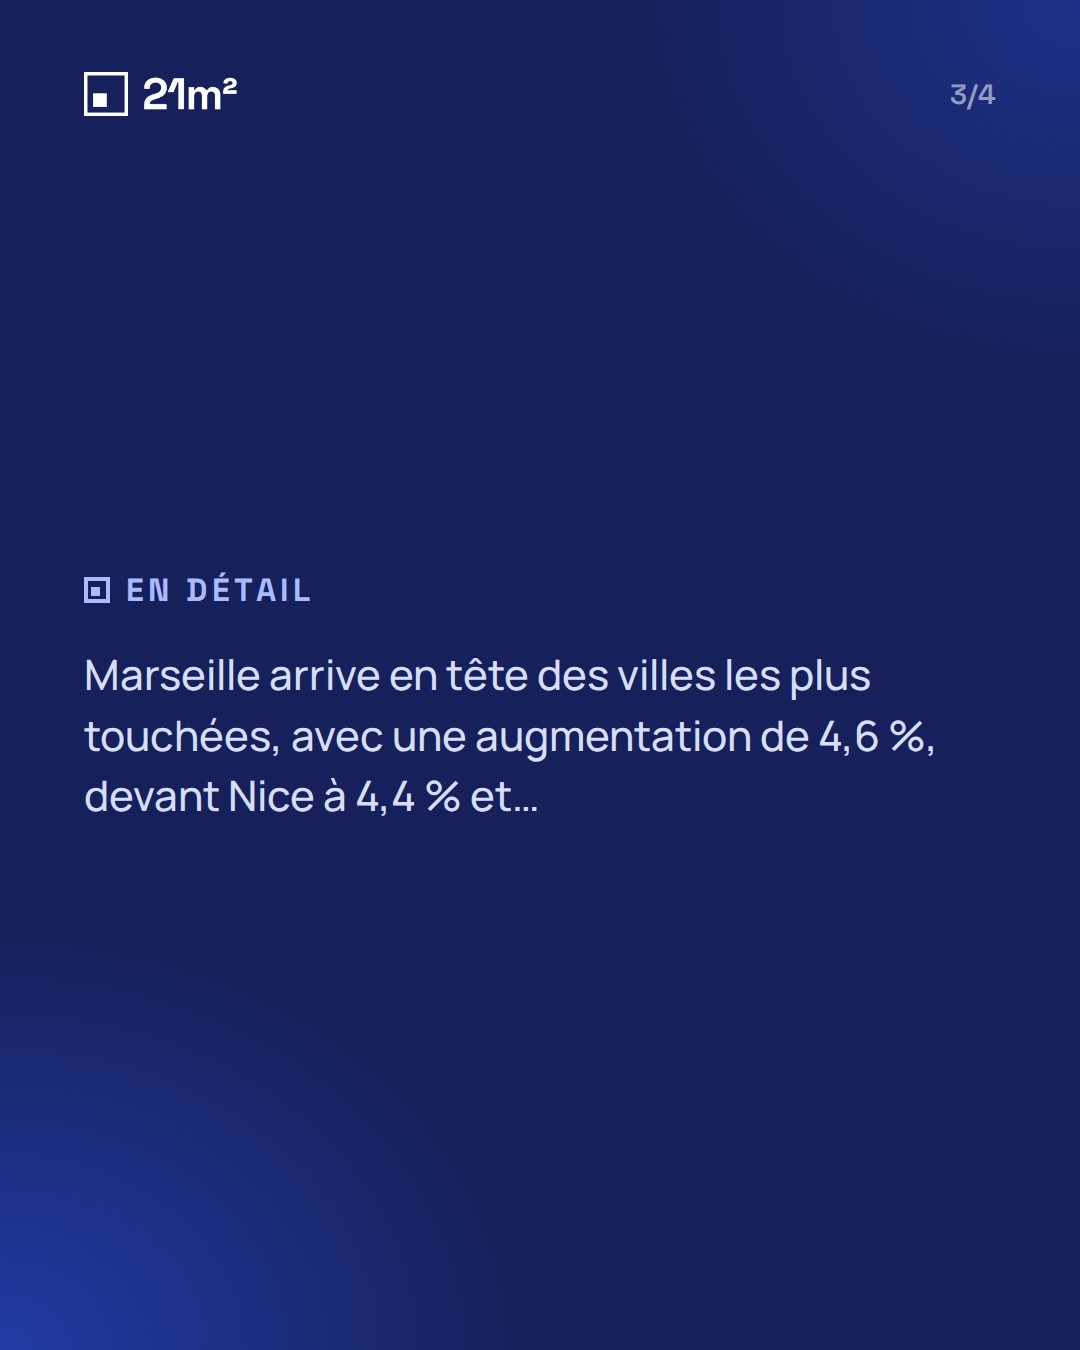 21m²
3/4
EN DÉTAIL
Marseille arrive en tête des villes les plus
touchées, avec une augmentation de 4,6 %,
devant Nice à 4,4 % et…